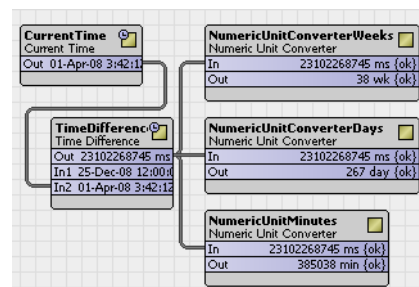 CurrentTime
Current Time
Out 01-Apr-08 3:42:1
TimeDifferenc
Time Difference
Out 23102268745 ms
In1 25-Dec-08 12:00:0
In2 01-Apr-08 3:42:12
NumericUnitConverterWeeks
Numeric Unit Converter
In 23102268745 ms {ok}
Out 38 wk {ok}
NumericUnitConverterDays
Numeric Unit Converter
In 23102268745 ms {ok}
Out 267 day {ok}
NumericUnitMinutes
Numeric Unit Converter
In 23102268745 ms {ok}
Out 385038 min {ok}